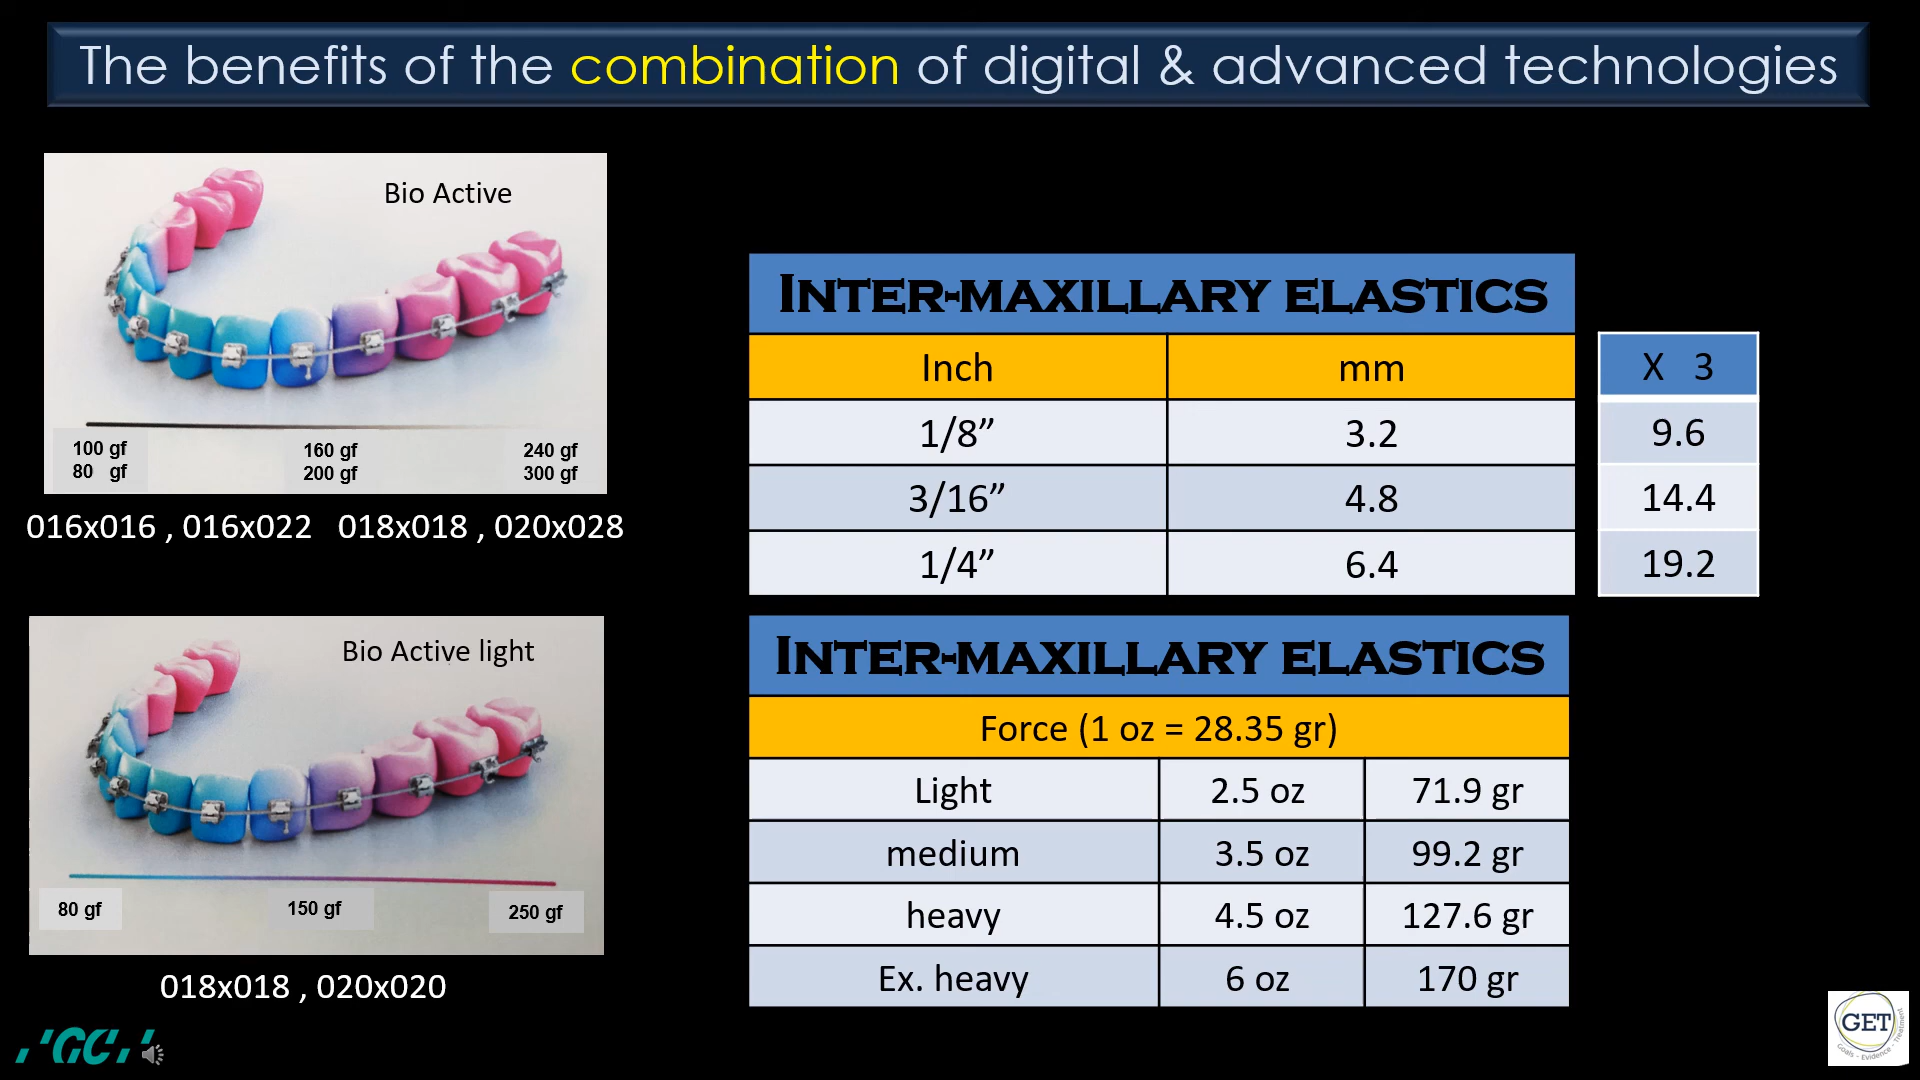 The benefits of the combination of digital & advanced technologies
Bio Active
100 gf 160 gf 240 gf
80 gf 200 gf 300 gf
016x016 , 016x022 018x018 , 020x028
Bio Active light
80 gf 150 gf 250 gf
018x018 , 020x020
INTER-MAXILLARY ELASTICS
Inch mm X 3
1/8” 3.2 9.6
3/16” 4.8 14.4
1/4” 6.4 19.2
INTER-MAXILLARY ELASTICS
Force (1 oz = 28.35 gr)
Light 2.5 oz 71.9 gr
medium 3.5 oz 99.2 gr
heavy 4.5 oz 127.6 gr
Ex. heavy 6 oz 170 gr
GC
GET
Goals - Evidence - Treatment